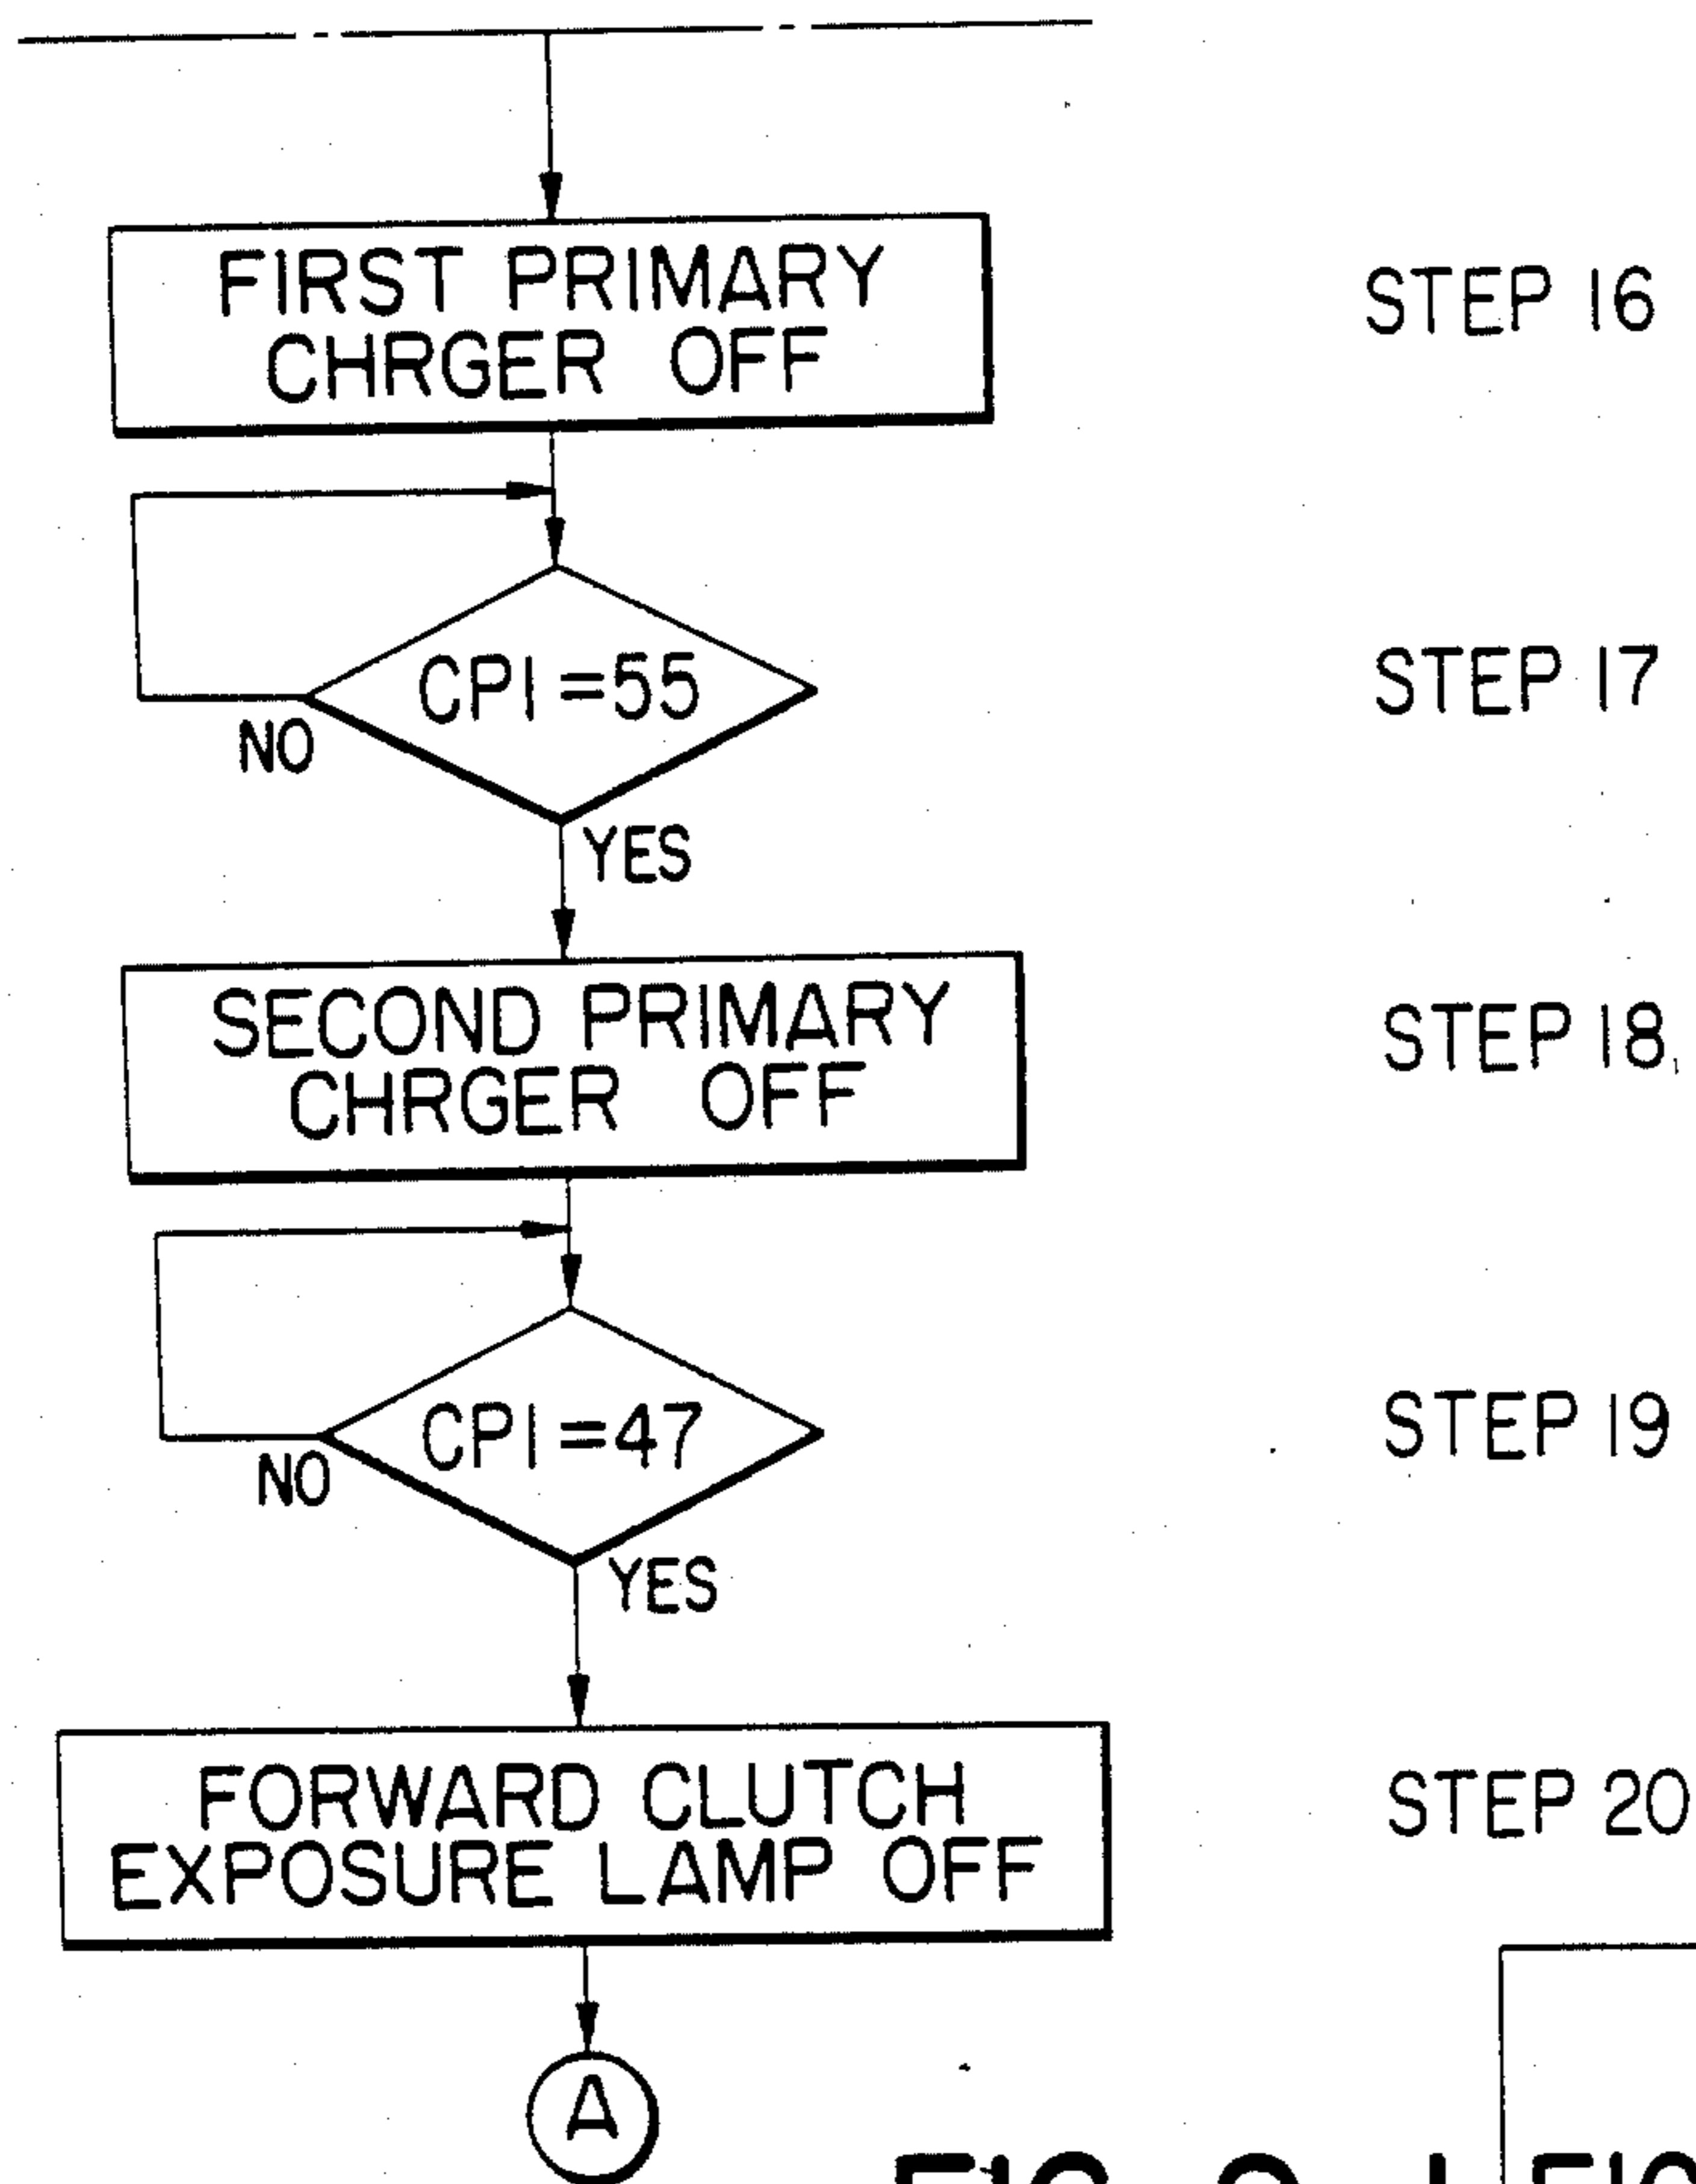 FIRST PRIMARY
CHRGER OFF
STEP 16
STEP 17
CPI=55
NO
YES
SECOND PRIMARY
CHRGER OFF
STEP 18
STEP 19
CPI=47
NO
YES
FORWARD CLUTCH
EXPOSURE LAMP OFF
STEP 20
A